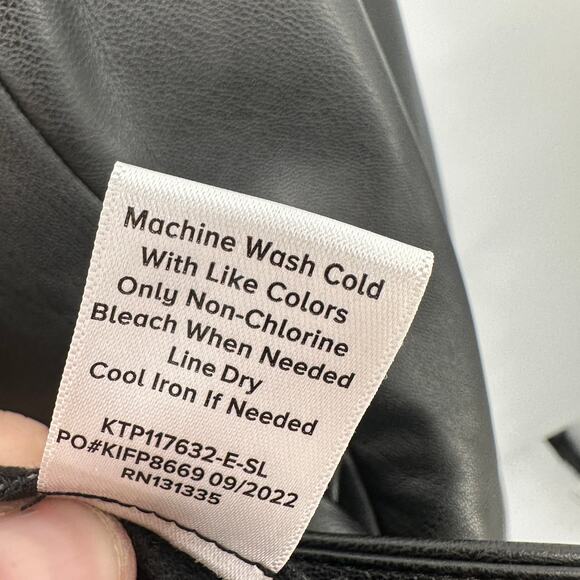 Machine Wash Cold
With Like Colors
Only Non-Chlorine
Bleach When Needed
Line Dry
Cool Iron If Needed
KTP117632-E-SL
PO#KIFP8669 09/2022
RN131335